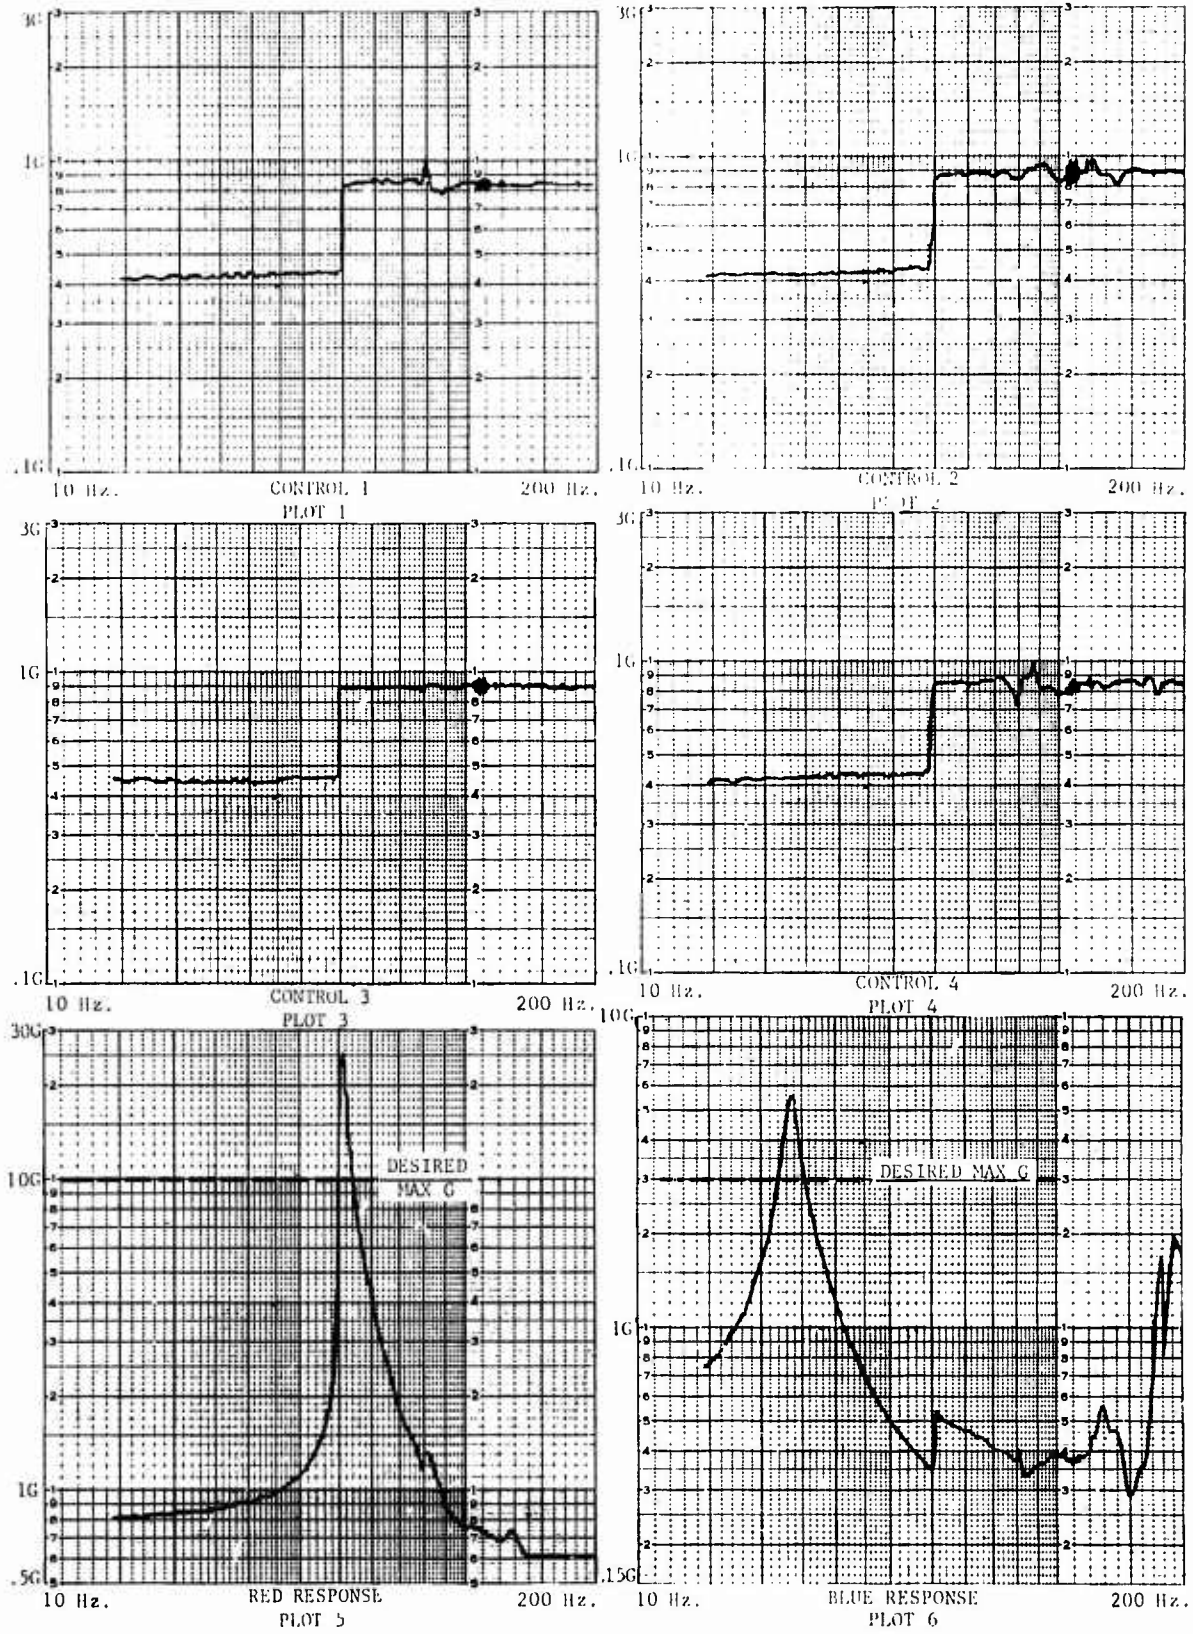 3G
1G
.1G
10 Hz.
CONTROL 1
200 Hz.
PLOT 1
3G
1G
.1G
10 Hz.
CONTROL 2
200 Hz.
3G
1G
.1G
10 Hz.
CONTROL 3
200 Hz.
PLOT 3
3G
1G
.1G
10 Hz.
CONTROL 4
200 Hz.
PLOT 4
30G
10G
DESIRED
MAX G
1G
.5G
10 Hz.
RED RESPONSE
200 Hz.
PLOT 5
10G
DESIRED MAX G
1G
.15G
10 Hz.
BLUE RESPONSE
200 Hz.
PLOT 6